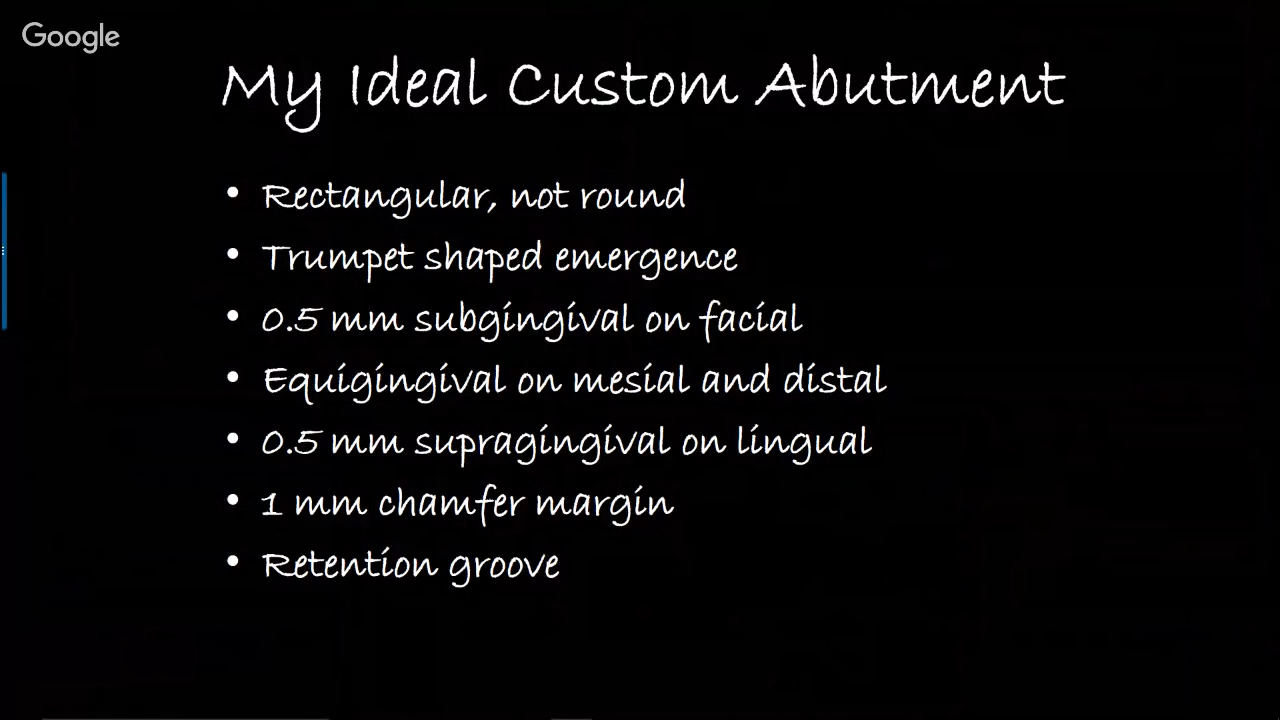 Google
My Ideal Custom Abutment
• Rectangular, not round
• Trumpet shaped emergence
• 0.5 mm subgingival on facial
• Equigingival on mesial and distal
• 0.5 mm supragingival on lingual
• 1 mm chamfer margin
• Retention groove